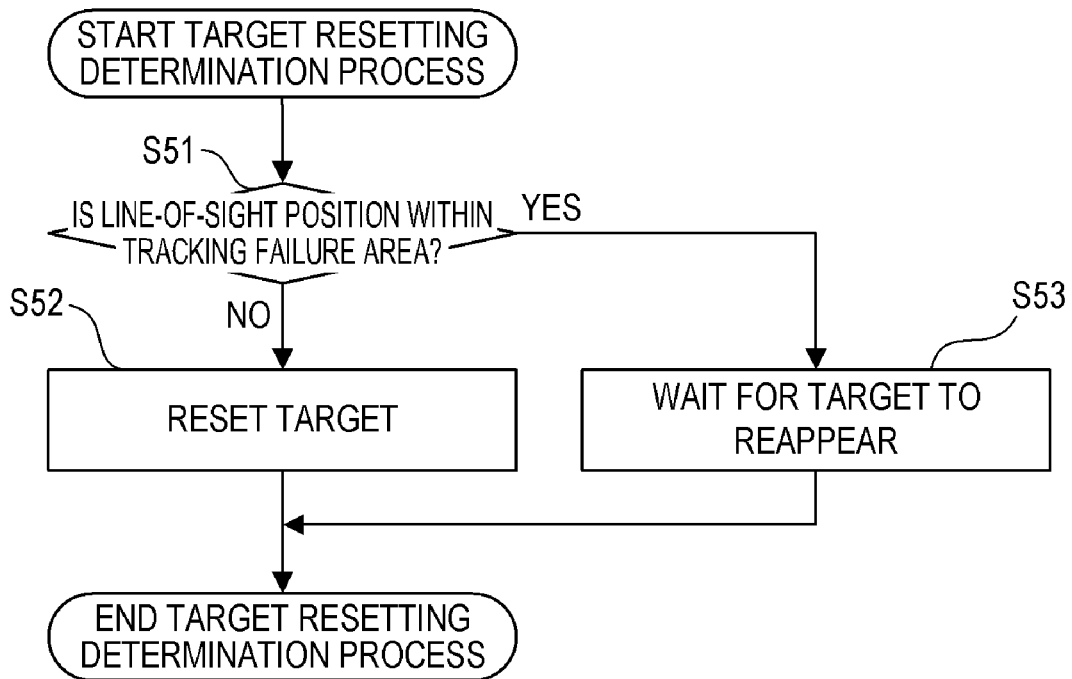 START TARGET RESETTING
DETERMINATION PROCESS
S51
IS LINE-OF-SIGHT POSITION WITHIN
TRACKING FAILURE AREA?
YES
NO
S52
RESET TARGET
S53
WAIT FOR TARGET TO
REAPPEAR
END TARGET RESETTING
DETERMINATION PROCESS